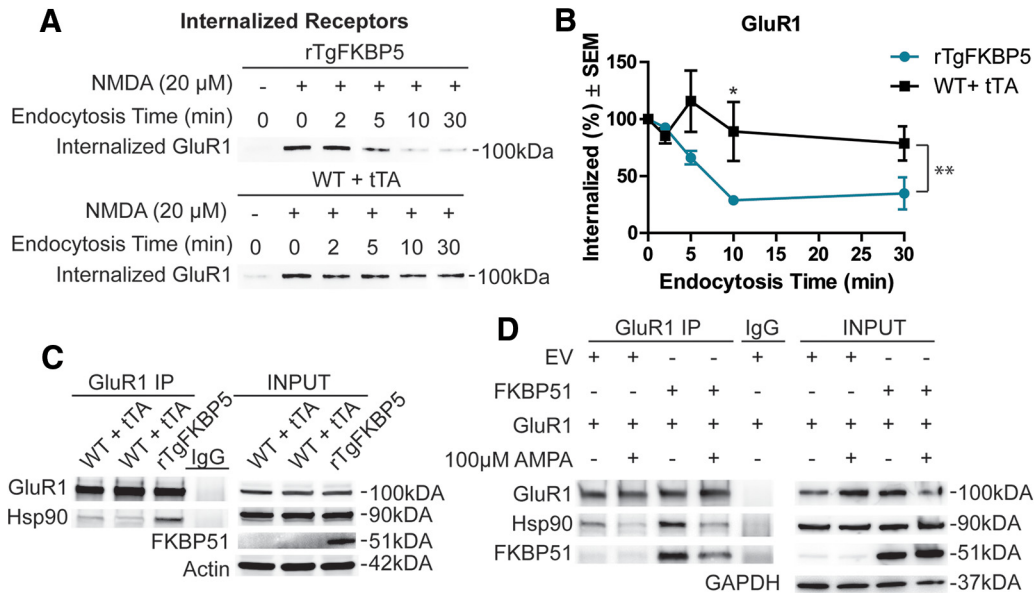 A
Internalized Receptors
rTgFKBP5
NMDA (20 μM) - + + + + +
Endocytosis Time (min) 0 0 2 5 10 30
Internalized GluR1 -100kDa
WT + tTA
NMDA (20 μM) - + + + + +
Endocytosis Time (min) 0 0 2 5 10 30
Internalized GluR1 -100kDa
B
GluR1
Internalized (%) ± SEM
150
100
50
0
0 5 10 15 20 25 30
Endocytosis Time (min)
*
**
rTgFKBP5
WT+ tTA
C
GluR1 IP INPUT
WT + tTA WT + tTA rTgFKBP5 IgG WT + tTA WT + tTA rTgFKBP5
GluR1 -100kDA
Hsp90 -90kDA
FKBP51 -51kDA
Actin -42kDA
D
GluR1 IP IgG INPUT
EV + + - - + + + - -
FKBP51 - - + + - - - + +
GluR1 + + + + + + + + +
100μM AMPA - + - + - - + - +
GluR1 -100kDA
Hsp90 -90kDA
FKBP51 -51kDA
GAPDH -37kDA